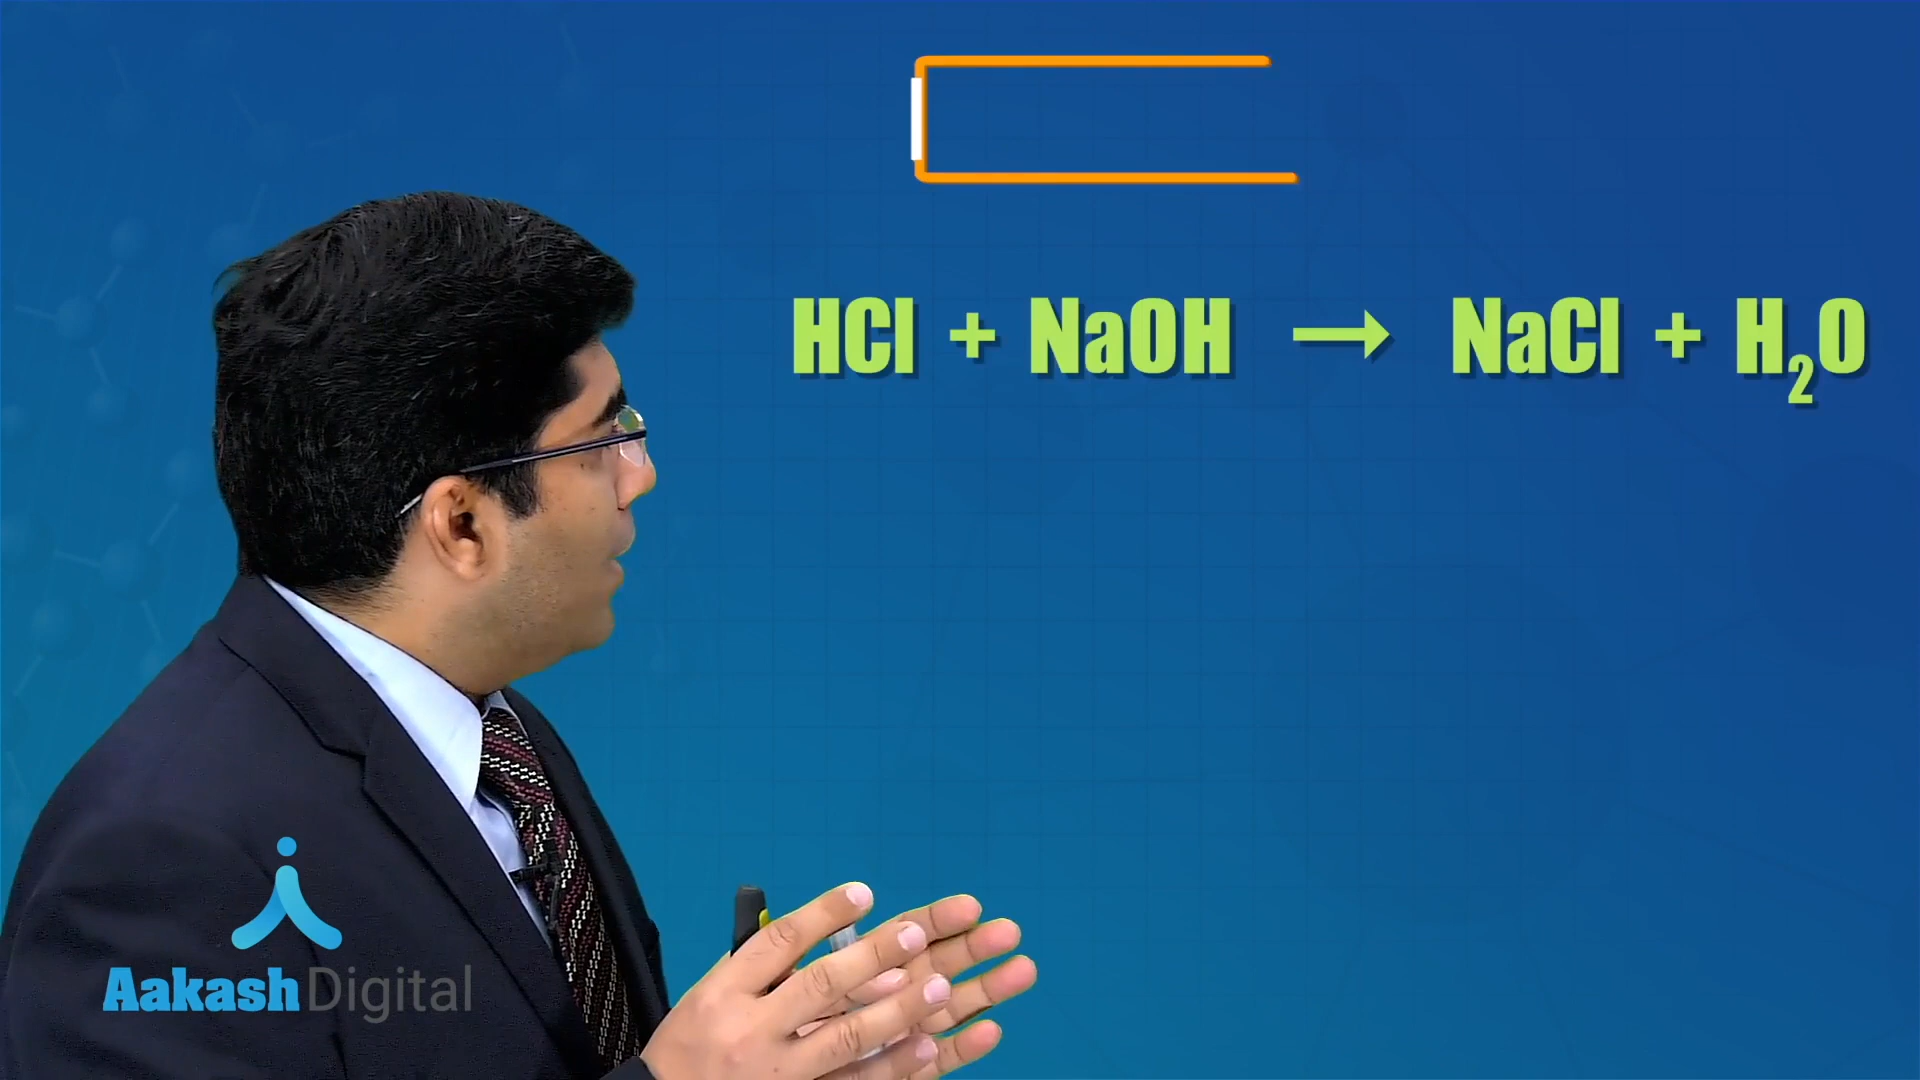 HCl + NaOH → NaCl + H₂O
Aakash Digital